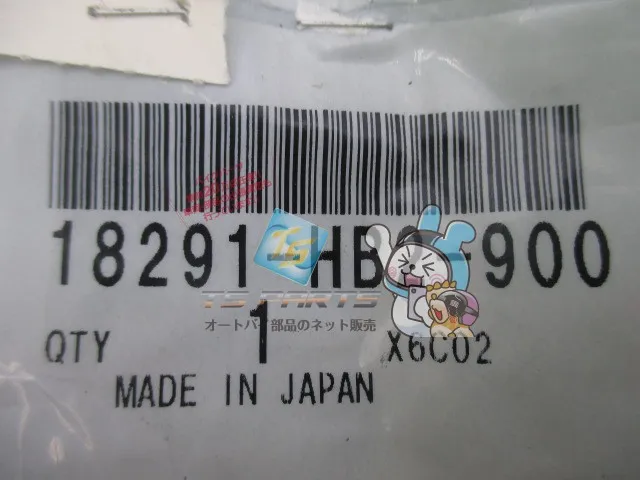 18291-HB
-900
TS PARTS
オートバイ部品のネット販売
QTY 1 X6C02
MADE IN JAPAN